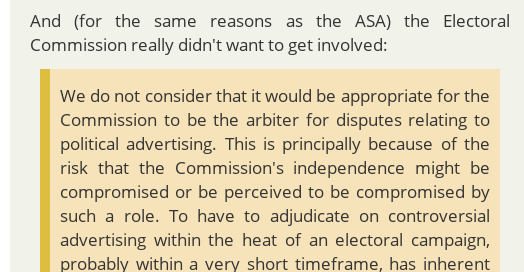 And (for the same reasons as the ASA) the Electoral
Commission really didn't want to get involved:
We do not consider that it would be appropriate for the
Commission to be the arbiter for disputes relating to
political advertising. This is principally because of the
risk that the Commission's independence might be
compromised or be perceived to be compromised by
such a role. To have to adjudicate on controversial
advertising within the heat of an electoral campaign,
probably within a very short timeframe, has inherent